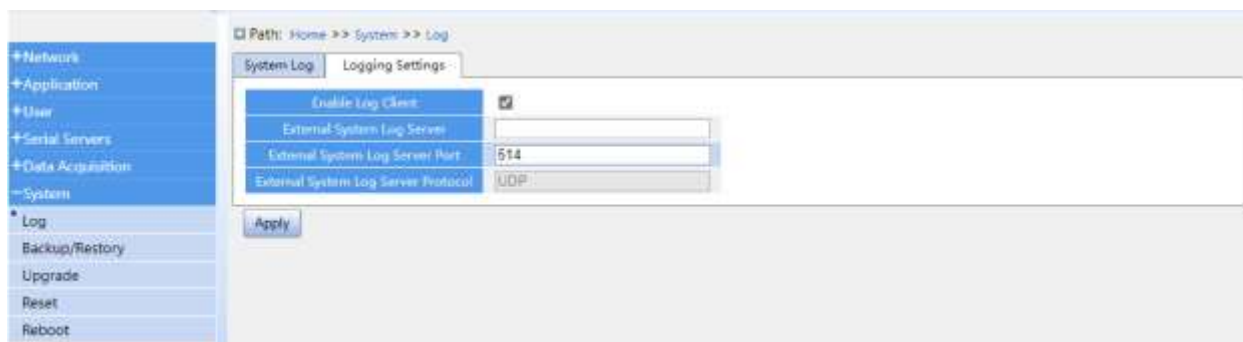 Path: Home >> System >> Log
+Network
+Application
+User
+Serial Servers
+Data Acquisition
−System
Log
Backup/Restory
Upgrade
Reset
Reboot
System Log
Logging Settings
Enable Log Client
External System Log Server
External System Log Server Port 514
External System Log Server Protocol UDP
Apply